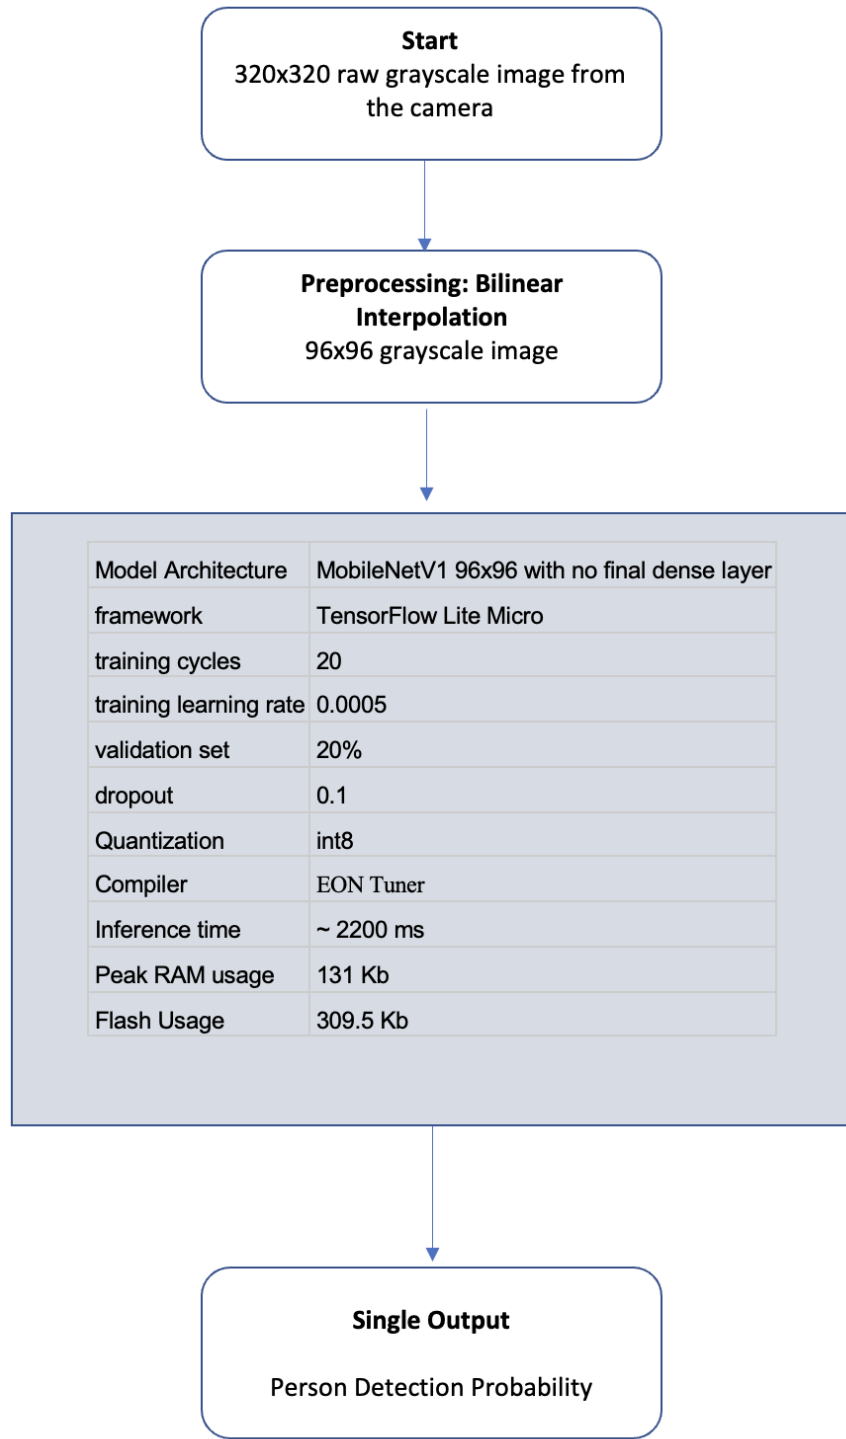 Start
320x320 raw grayscale image from
the camera
Preprocessing: Bilinear
Interpolation
96x96 grayscale image
Model Architecture MobileNetV1 96x96 with no final dense layer
framework TensorFlow Lite Micro
training cycles 20
training learning rate 0.0005
validation set 20%
dropout 0.1
Quantization int8
Compiler EON Tuner
Inference time ~ 2200 ms
Peak RAM usage 131 Kb
Flash Usage 309.5 Kb
Single Output
Person Detection Probability